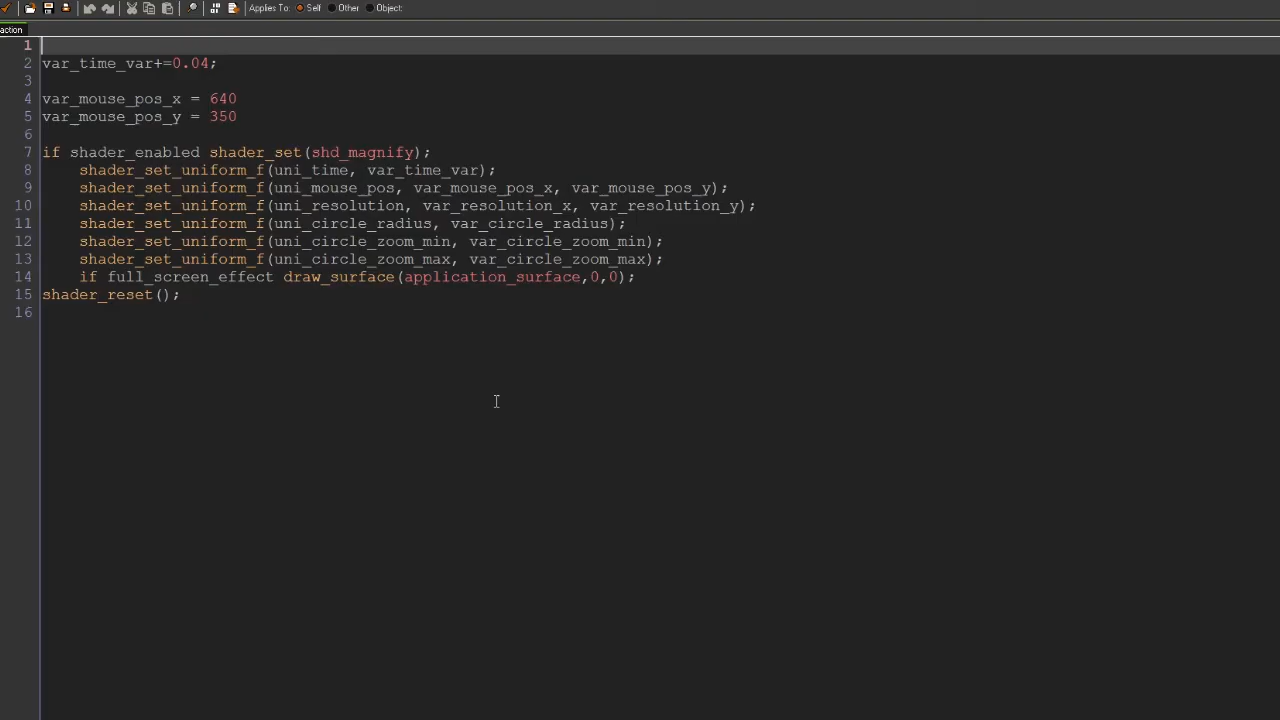 Applies To: Self Other Object:
action
1
2 var_time_var+=0.04;
3
4 var_mouse_pos_x = 640
5 var_mouse_pos_y = 350
6
7 if shader_enabled shader_set(shd_magnify);
8 shader_set_uniform_f(uni_time, var_time_var);
9 shader_set_uniform_f(uni_mouse_pos, var_mouse_pos_x, var_mouse_pos_y);
10 shader_set_uniform_f(uni_resolution, var_resolution_x, var_resolution_y);
11 shader_set_uniform_f(uni_circle_radius, var_circle_radius);
12 shader_set_uniform_f(uni_circle_zoom_min, var_circle_zoom_min);
13 shader_set_uniform_f(uni_circle_zoom_max, var_circle_zoom_max);
14 if full_screen_effect draw_surface(application_surface,0,0);
15 shader_reset();
16